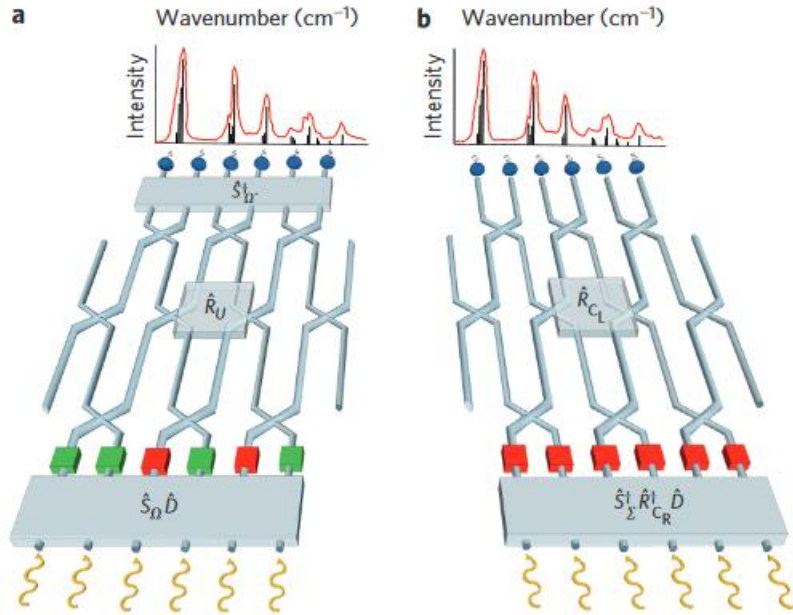 a
Wavenumber (cm⁻¹)
Intensity
Ŝ†Ω′
R̂U
ŜΩD̂
b
Wavenumber (cm⁻¹)
Intensity
R̂CL
Ŝ†ΣR̂†CRD̂